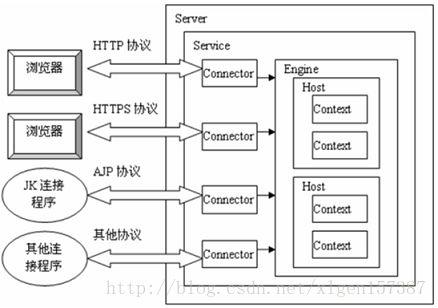 Server
Service
HTTP 协议
浏览器
Connector
Engine
Host
Context
Context
HTTPS 协议
浏览器
Connector
AJP 协议
JK 连接
程序
Connector
Host
Context
Context
其他协议
其他连
接程序
Connector
http://blog.csdn.net/xlgen157387